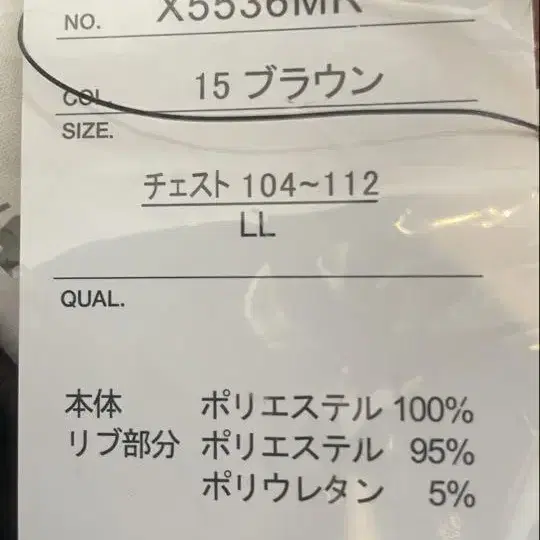 NO. X5536MR
COL. 15 ブラウン
SIZE.
チェスト 104~112
LL
QUAL.
本体 ポリエステル 100%
リブ部分 ポリエステル 95%
ポリウレタン 5%